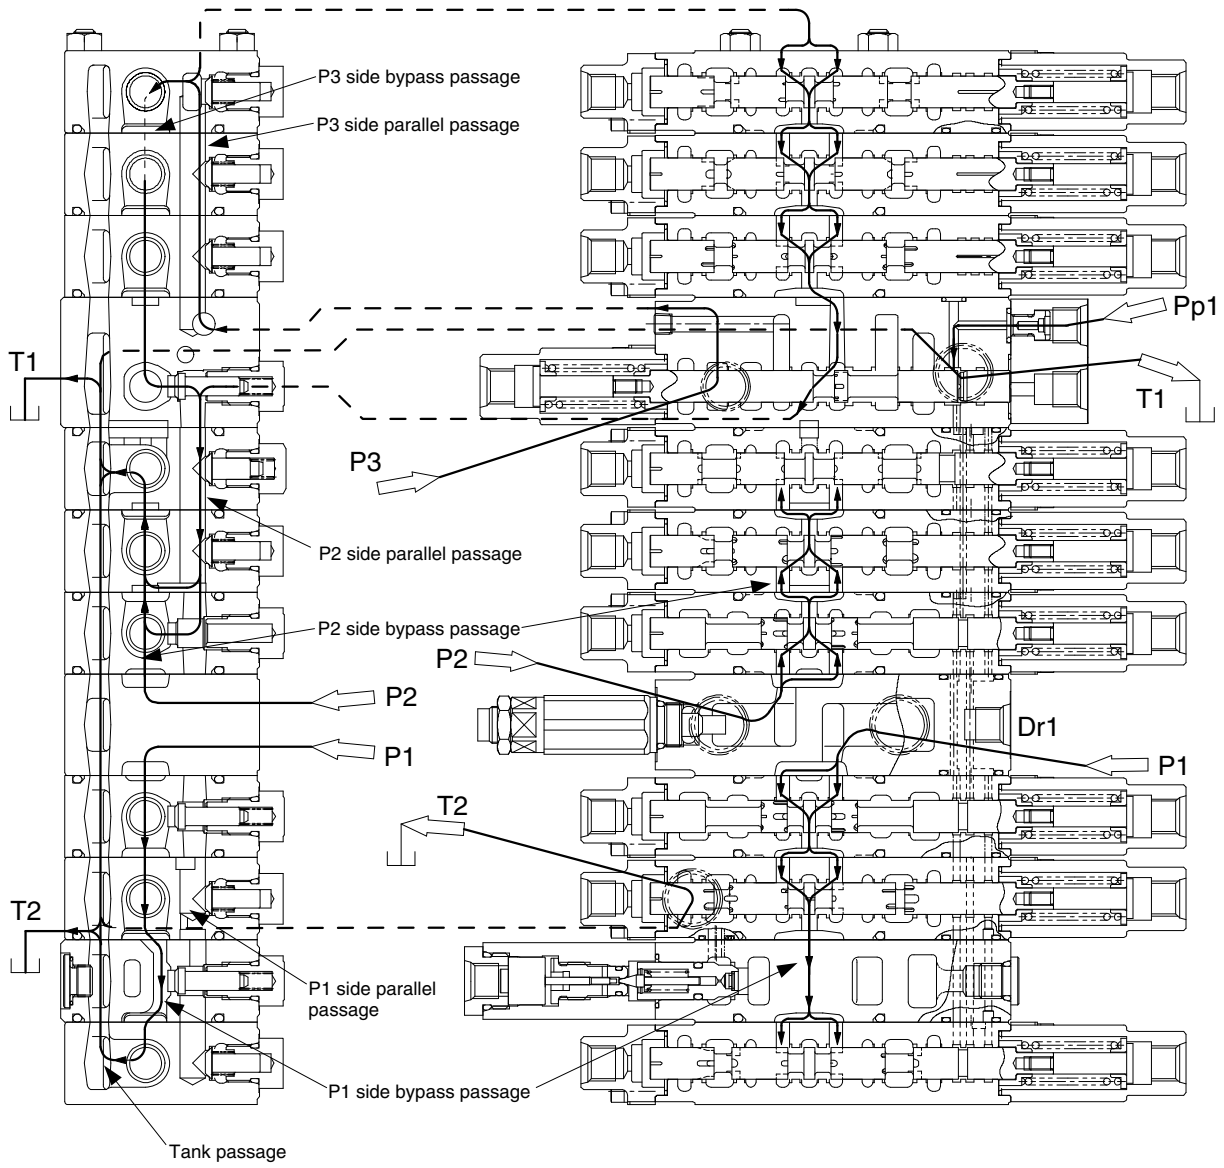 P3 side bypass passage
P3 side parallel passage
Pp1
T1
T1
P3
P2 side parallel passage
P2 side bypass passage
P2
P2
Dr1
P1
P1
T2
T2
P1 side parallel
passage
P1 side bypass passage
Tank passage